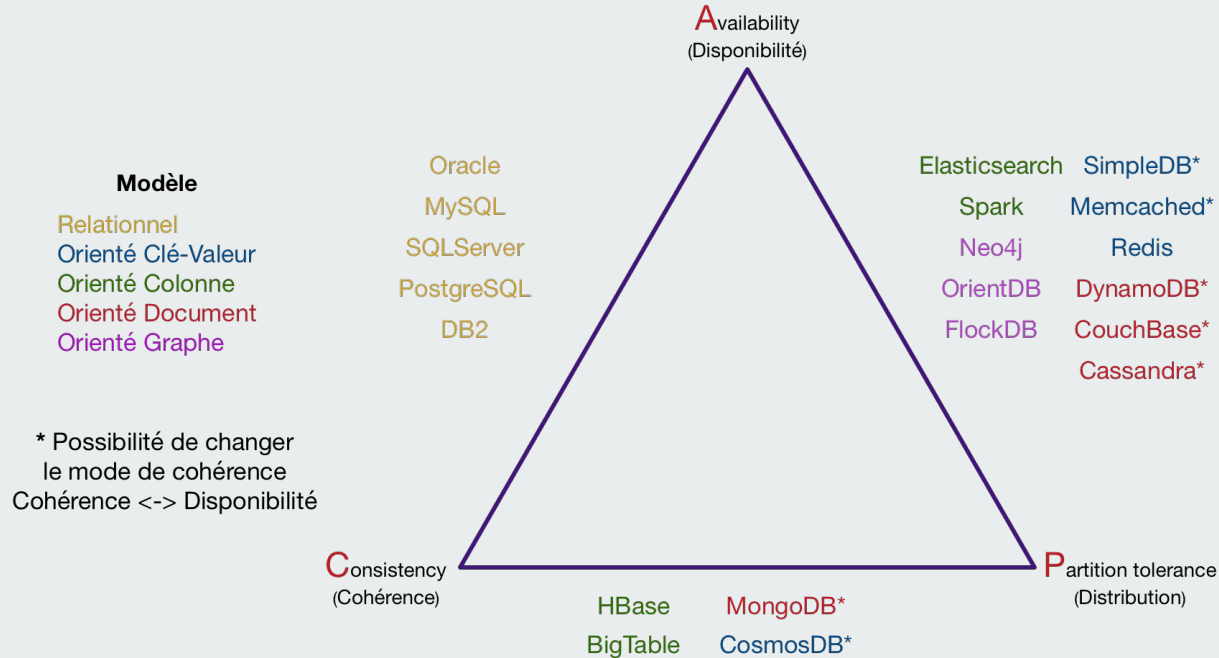 Availability
(Disponibilité)
Modèle
Relationnel
Orienté Clé-Valeur
Orienté Colonne
Orienté Document
Orienté Graphe
* Possibilité de changer
le mode de cohérence
Cohérence <-> Disponibilité
Oracle
MySQL
SQLServer
PostgreSQL
DB2
Elasticsearch SimpleDB*
Spark Memcached*
Neo4j Redis
OrientDB DynamoDB*
FlockDB CouchBase*
Cassandra*
Consistency
(Cohérence)
Partition tolerance
(Distribution)
HBase MongoDB*
BigTable CosmosDB*